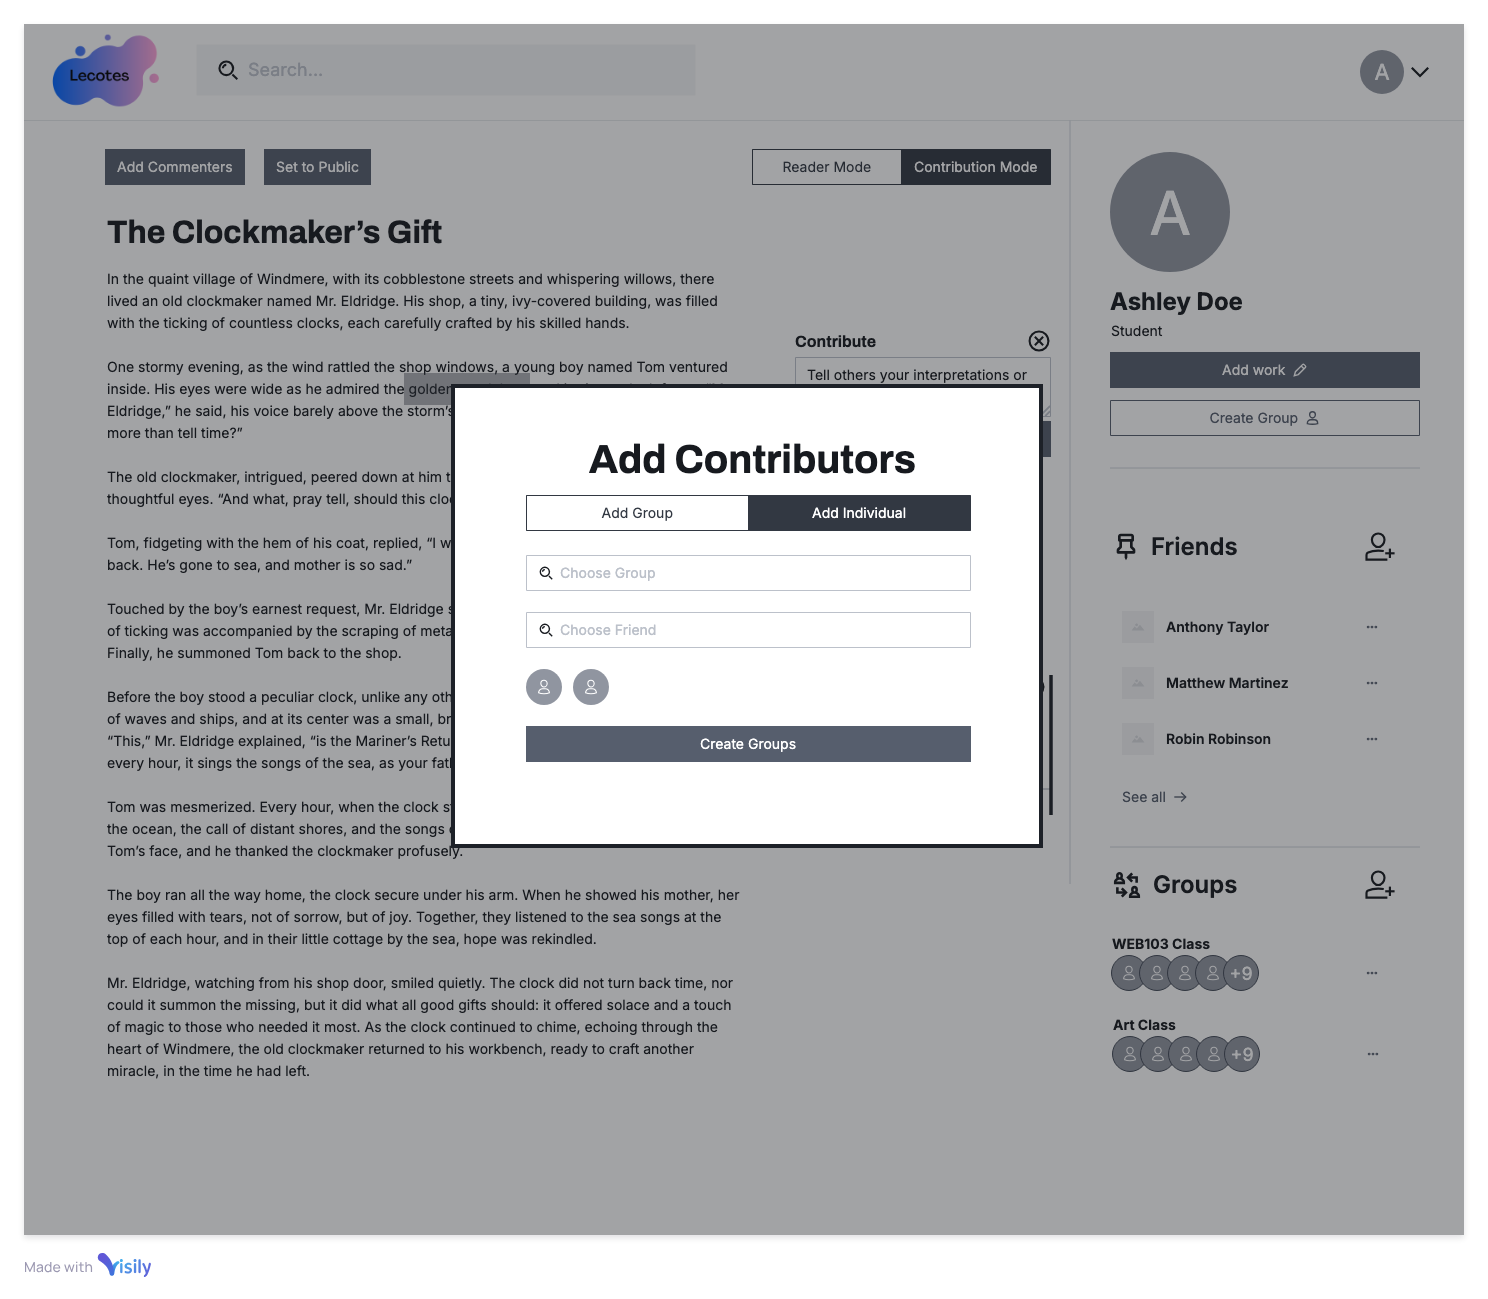 Lecotes
Search...
A
Add Commenters
Set to Public
Reader Mode
Contribution Mode
The Clockmaker’s Gift
In the quaint village of Windmere, with its cobblestone streets and whispering willows, there
lived an old clockmaker named Mr. Eldridge. His shop, a tiny, ivy-covered building, was filled
with the ticking of countless clocks, each carefully crafted by his skilled hands.
One stormy evening, as the wind rattled the shop windows, a young boy named Tom ventured
inside. His eyes were wide as he admired the golden
Eldridge,” he said, his voice barely above the storm’s
more than tell time?”
The old clockmaker, intrigued, peered down at him
thoughtful eyes. “And what, pray tell, should this
Tom, fidgeting with the hem of his coat, replied, “I
back. He’s gone to sea, and mother is so sad.”
Touched by the boy’s earnest request, Mr. Eldridge
of ticking was accompanied by the scraping of
Finally, he summoned Tom back to the shop.
Before the boy stood a peculiar clock, unlike any
of waves and ships, and at its center was a small,
“This,” Mr. Eldridge explained, “is the Mariner’s
every hour, it sings the songs of the sea, as your
Tom was mesmerized. Every hour, when the clock
the ocean, the call of distant shores, and the songs
Tom’s face, and he thanked the clockmaker profusely.
The boy ran all the way home, the clock secure under his arm. When he showed his mother, her
eyes filled with tears, not of sorrow, but of joy. Together, they listened to the sea songs at the
top of each hour, and in their little cottage by the sea, hope was rekindled.
Mr. Eldridge, watching from his shop door, smiled quietly. The clock did not turn back time, nor
could it summon the missing, but it did what all good gifts should: it offered solace and a touch
of magic to those who needed it most. As the clock continued to chime, echoing through the
heart of Windmere, the old clockmaker returned to his workbench, ready to craft another
miracle, in the time he had left.
Contribute
Tell others your interpretations or
Add Contributors
Add Group
Add Individual
Choose Group
Choose Friend
Create Groups
A
Ashley Doe
Student
Add work
Create Group
Friends
Anthony Taylor
Matthew Martinez
Robin Robinson
See all
Groups
WEB103 Class
+9
Art Class
+9
Made with Visily